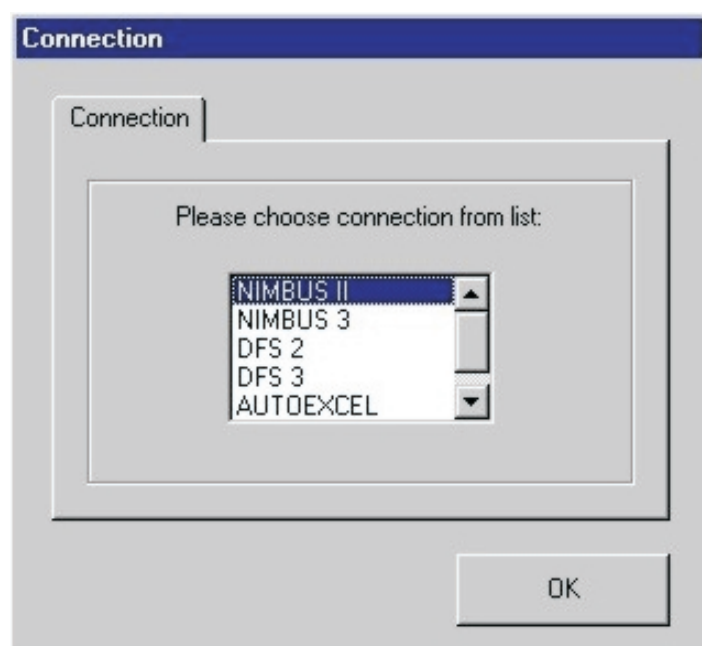 Connection
Connection
Please choose connection from list:
NIMBUS II
NIMBUS 3
DFS 2
DFS 3
AUTOEXCEL
OK